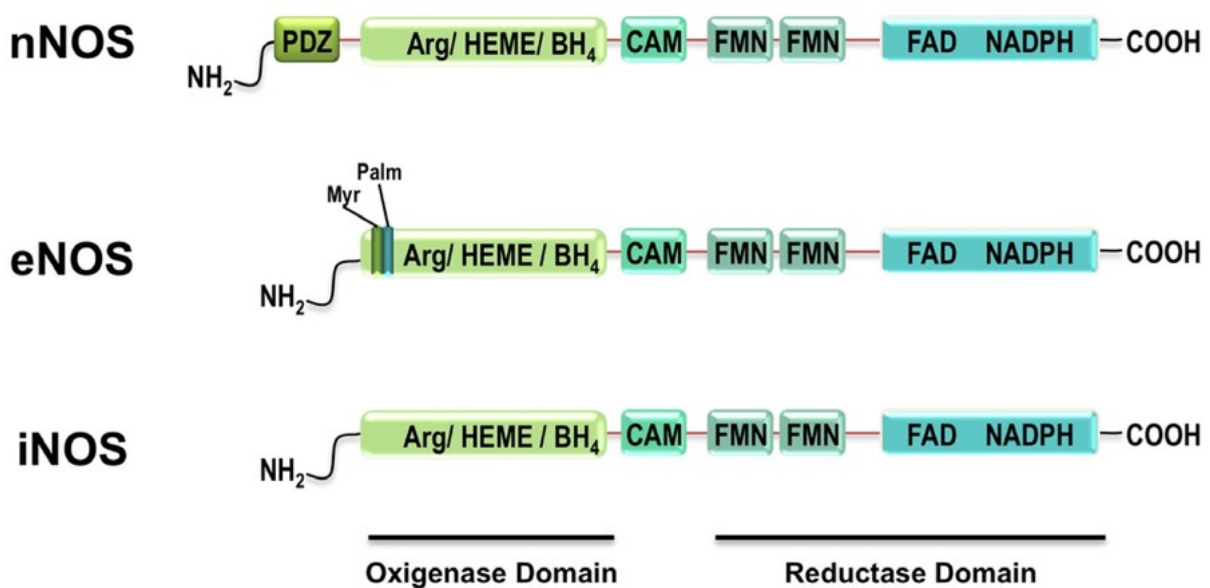 nNOS
NH2
PDZ
Arg/ HEME/ BH4
CAM
FMN
FMN
FAD NADPH
COOH
Palm
Myr
eNOS
NH2
Arg/ HEME / BH4
CAM
FMN
FMN
FAD NADPH
COOH
iNOS
NH2
Arg/ HEME / BH4
CAM
FMN
FMN
FAD NADPH
COOH
Oxigenase Domain
Reductase Domain